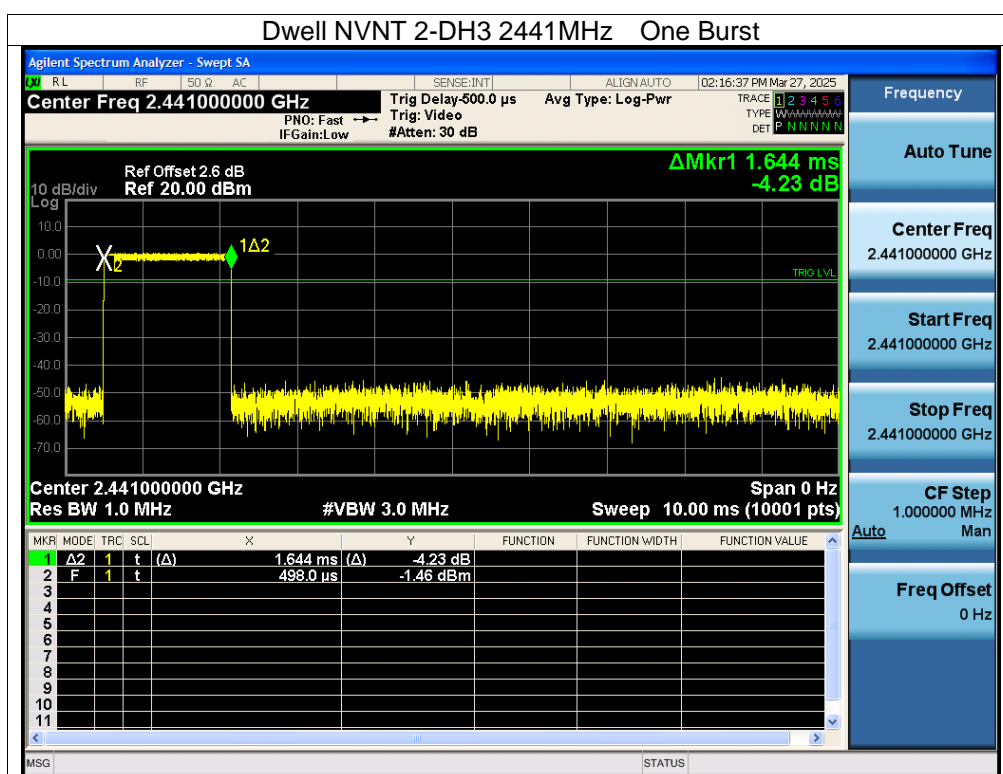 Dwell NVNT 2-DH3 2441MHz One Burst
Agilent Spectrum Analyzer - Swept SA
LXI RL RF 50 Ω AC SENSE:INT ALIGN AUTO 02:16:37 PM Mar 27, 2025
Center Freq 2.441000000 GHz Trig Delay-500.0 µs Avg Type: Log-Pwr TRACE 1 2 3 4 5 6
PNO: Fast Trig: Video TYPE WWWWWW
IFGain:Low #Atten: 30 dB DET P N N N N N
Frequency
Auto Tune
Center Freq
2.441000000 GHz
Start Freq
2.441000000 GHz
Stop Freq
2.441000000 GHz
CF Step
1.000000 MHz
Auto Man
Freq Offset
0 Hz
ΔMkr1 1.644 ms
-4.23 dB
Ref Offset 2.6 dB
10 dB/div Ref 20.00 dBm
Log
10.0
0.00
-10.0
-20.0
-30.0
-40.0
-50.0
-60.0
-70.0
X2
1Δ2
TRIG LVL
Center 2.441000000 GHz Span 0 Hz
Res BW 1.0 MHz #VBW 3.0 MHz Sweep 10.00 ms (10001 pts)
MKR MODE TRC SCL X Y FUNCTION FUNCTION WIDTH FUNCTION VALUE
1 Δ2 1 t (Δ) 1.644 ms (Δ) -4.23 dB
2 F 1 t 498.0 µs -1.46 dBm
3
4
5
6
7
8
9
10
11
MSG STATUS